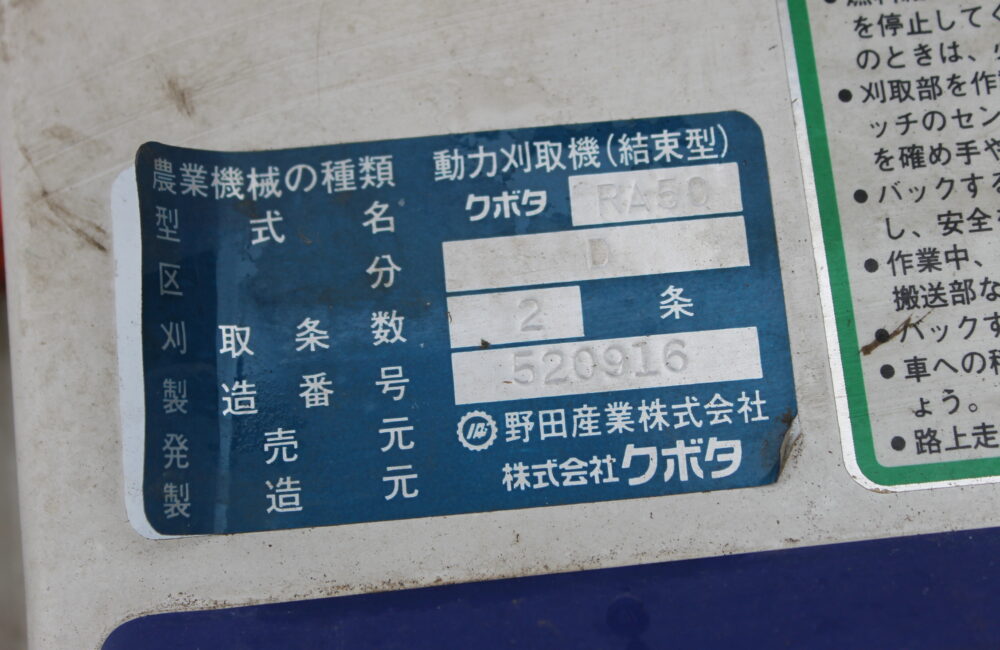 農業機械の種類 動力刈取機(結束型)
型式名 クボタ RA50
区分 D
刈取条数 2 条
製造番号 520916
発売元 野田産業株式会社
製造元 株式会社クボタ
を停止して
のときは、
●刈取部を作
ッチのセン
を確め手や
●バックする
し、安全
●作業中、
搬送部な
●バックす
●車への
ょう。
●路上走